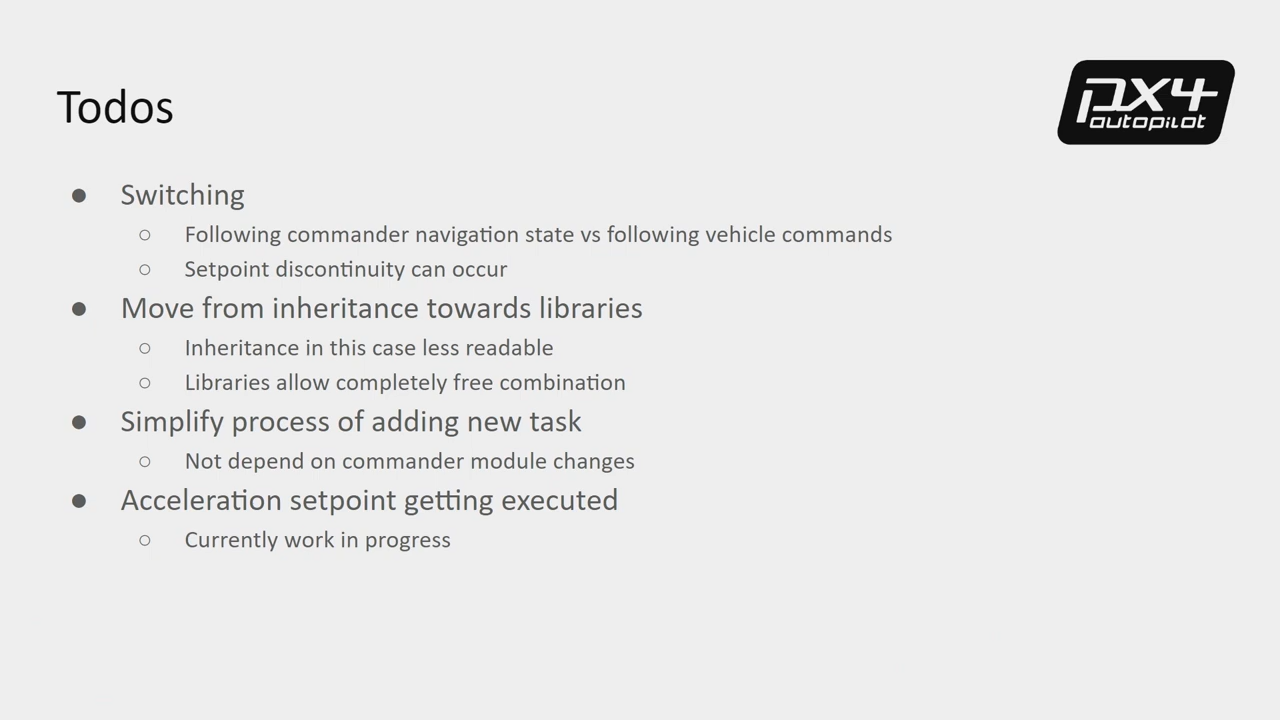 Todos
px4
autopilot
● Switching
○ Following commander navigation state vs following vehicle commands
○ Setpoint discontinuity can occur
● Move from inheritance towards libraries
○ Inheritance in this case less readable
○ Libraries allow completely free combination
● Simplify process of adding new task
○ Not depend on commander module changes
● Acceleration setpoint getting executed
○ Currently work in progress